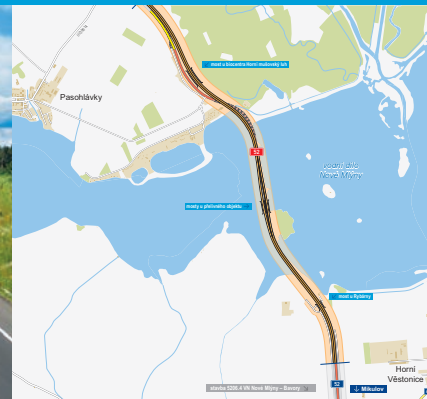 most u biocentra Horní mušovský luh
Pasohlávky
52
vodní dílo
Nové Mlýny
mosty u přelivného objektu
most u Rybárny
Horní
Věstonice
stavba 5206.II VN Nové Mlýny – Bavory
52
Mikulov